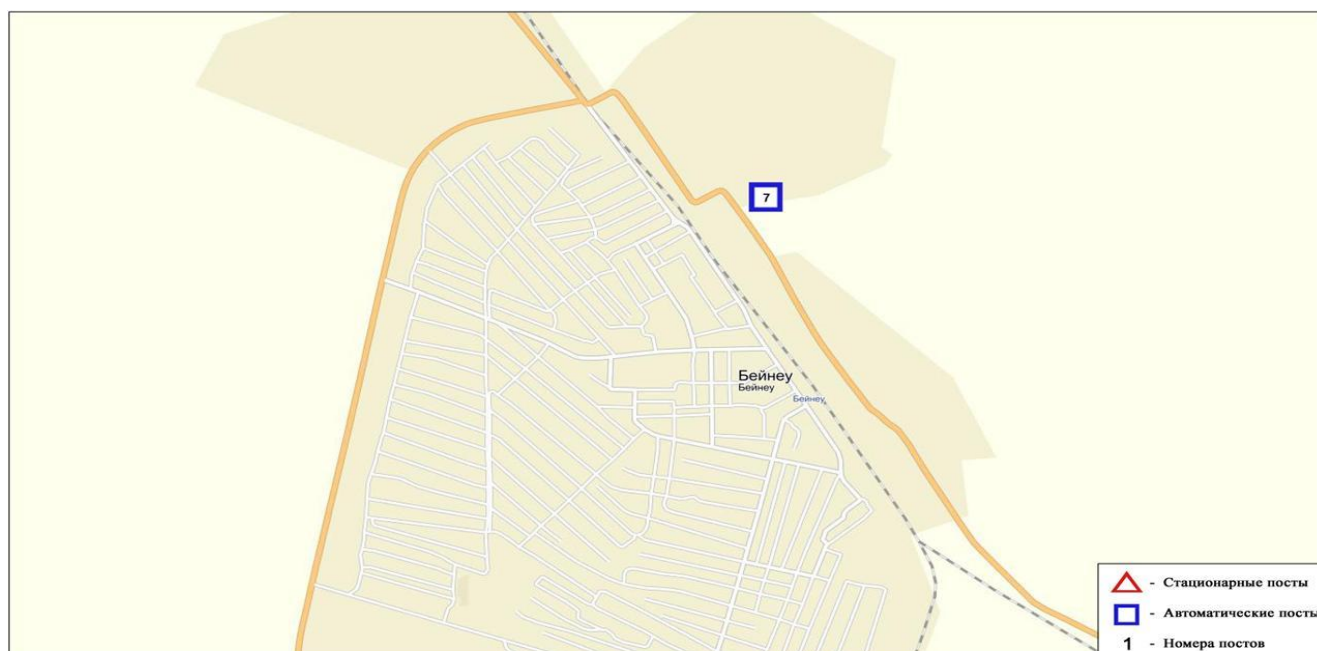 7
Бейнеу
Бейнеу
Бейнеу
- Стационарные посты
- Автоматические посты
1 - Номера постов